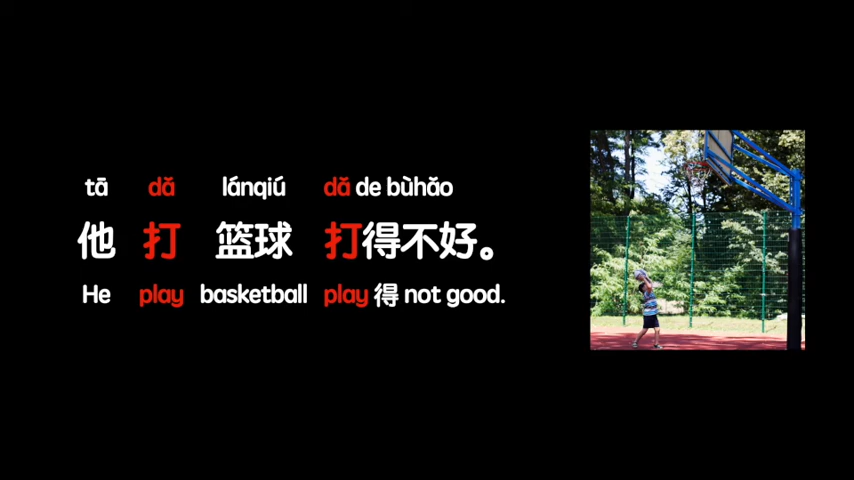 tā dǎ lánqiú dǎ de bùhǎo
他 打 篮球 打得不好。
He play basketball play 得 not good.